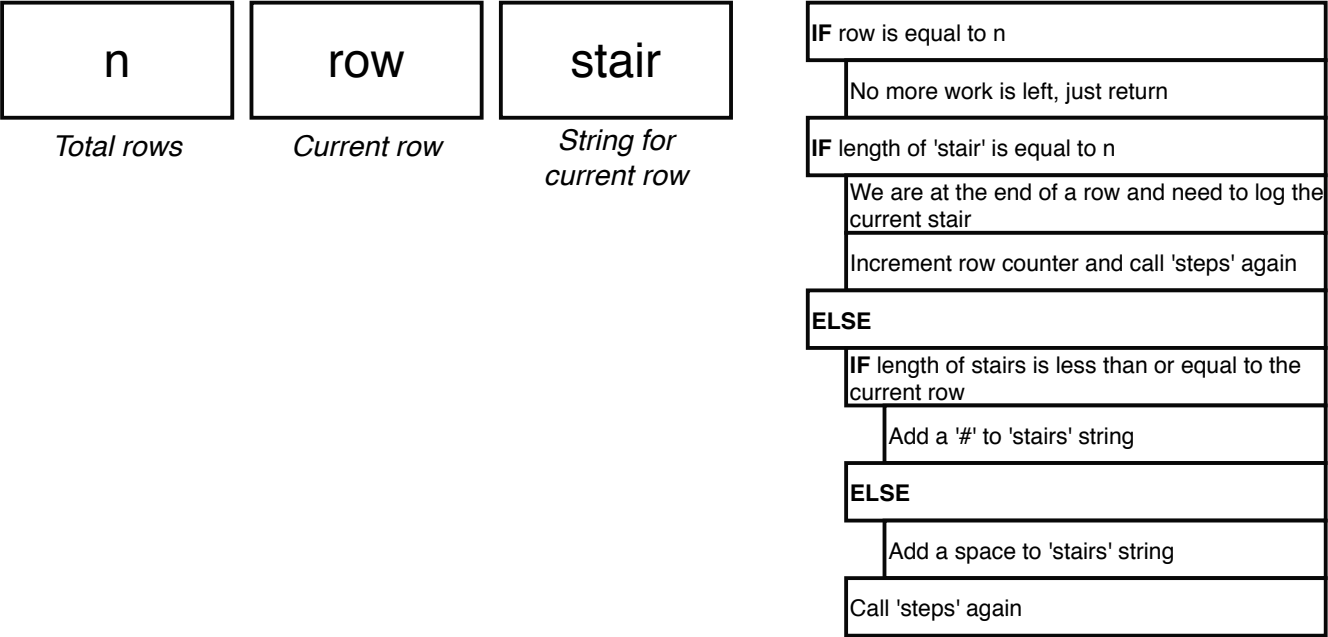 n
row
stair
Total rows
Current row
String for
current row
IF row is equal to n
No more work is left, just return
IF length of 'stair' is equal to n
We are at the end of a row and need to log the
current stair
Increment row counter and call 'steps' again
ELSE
IF length of stairs is less than or equal to the
current row
Add a '#' to 'stairs' string
ELSE
Add a space to 'stairs' string
Call 'steps' again